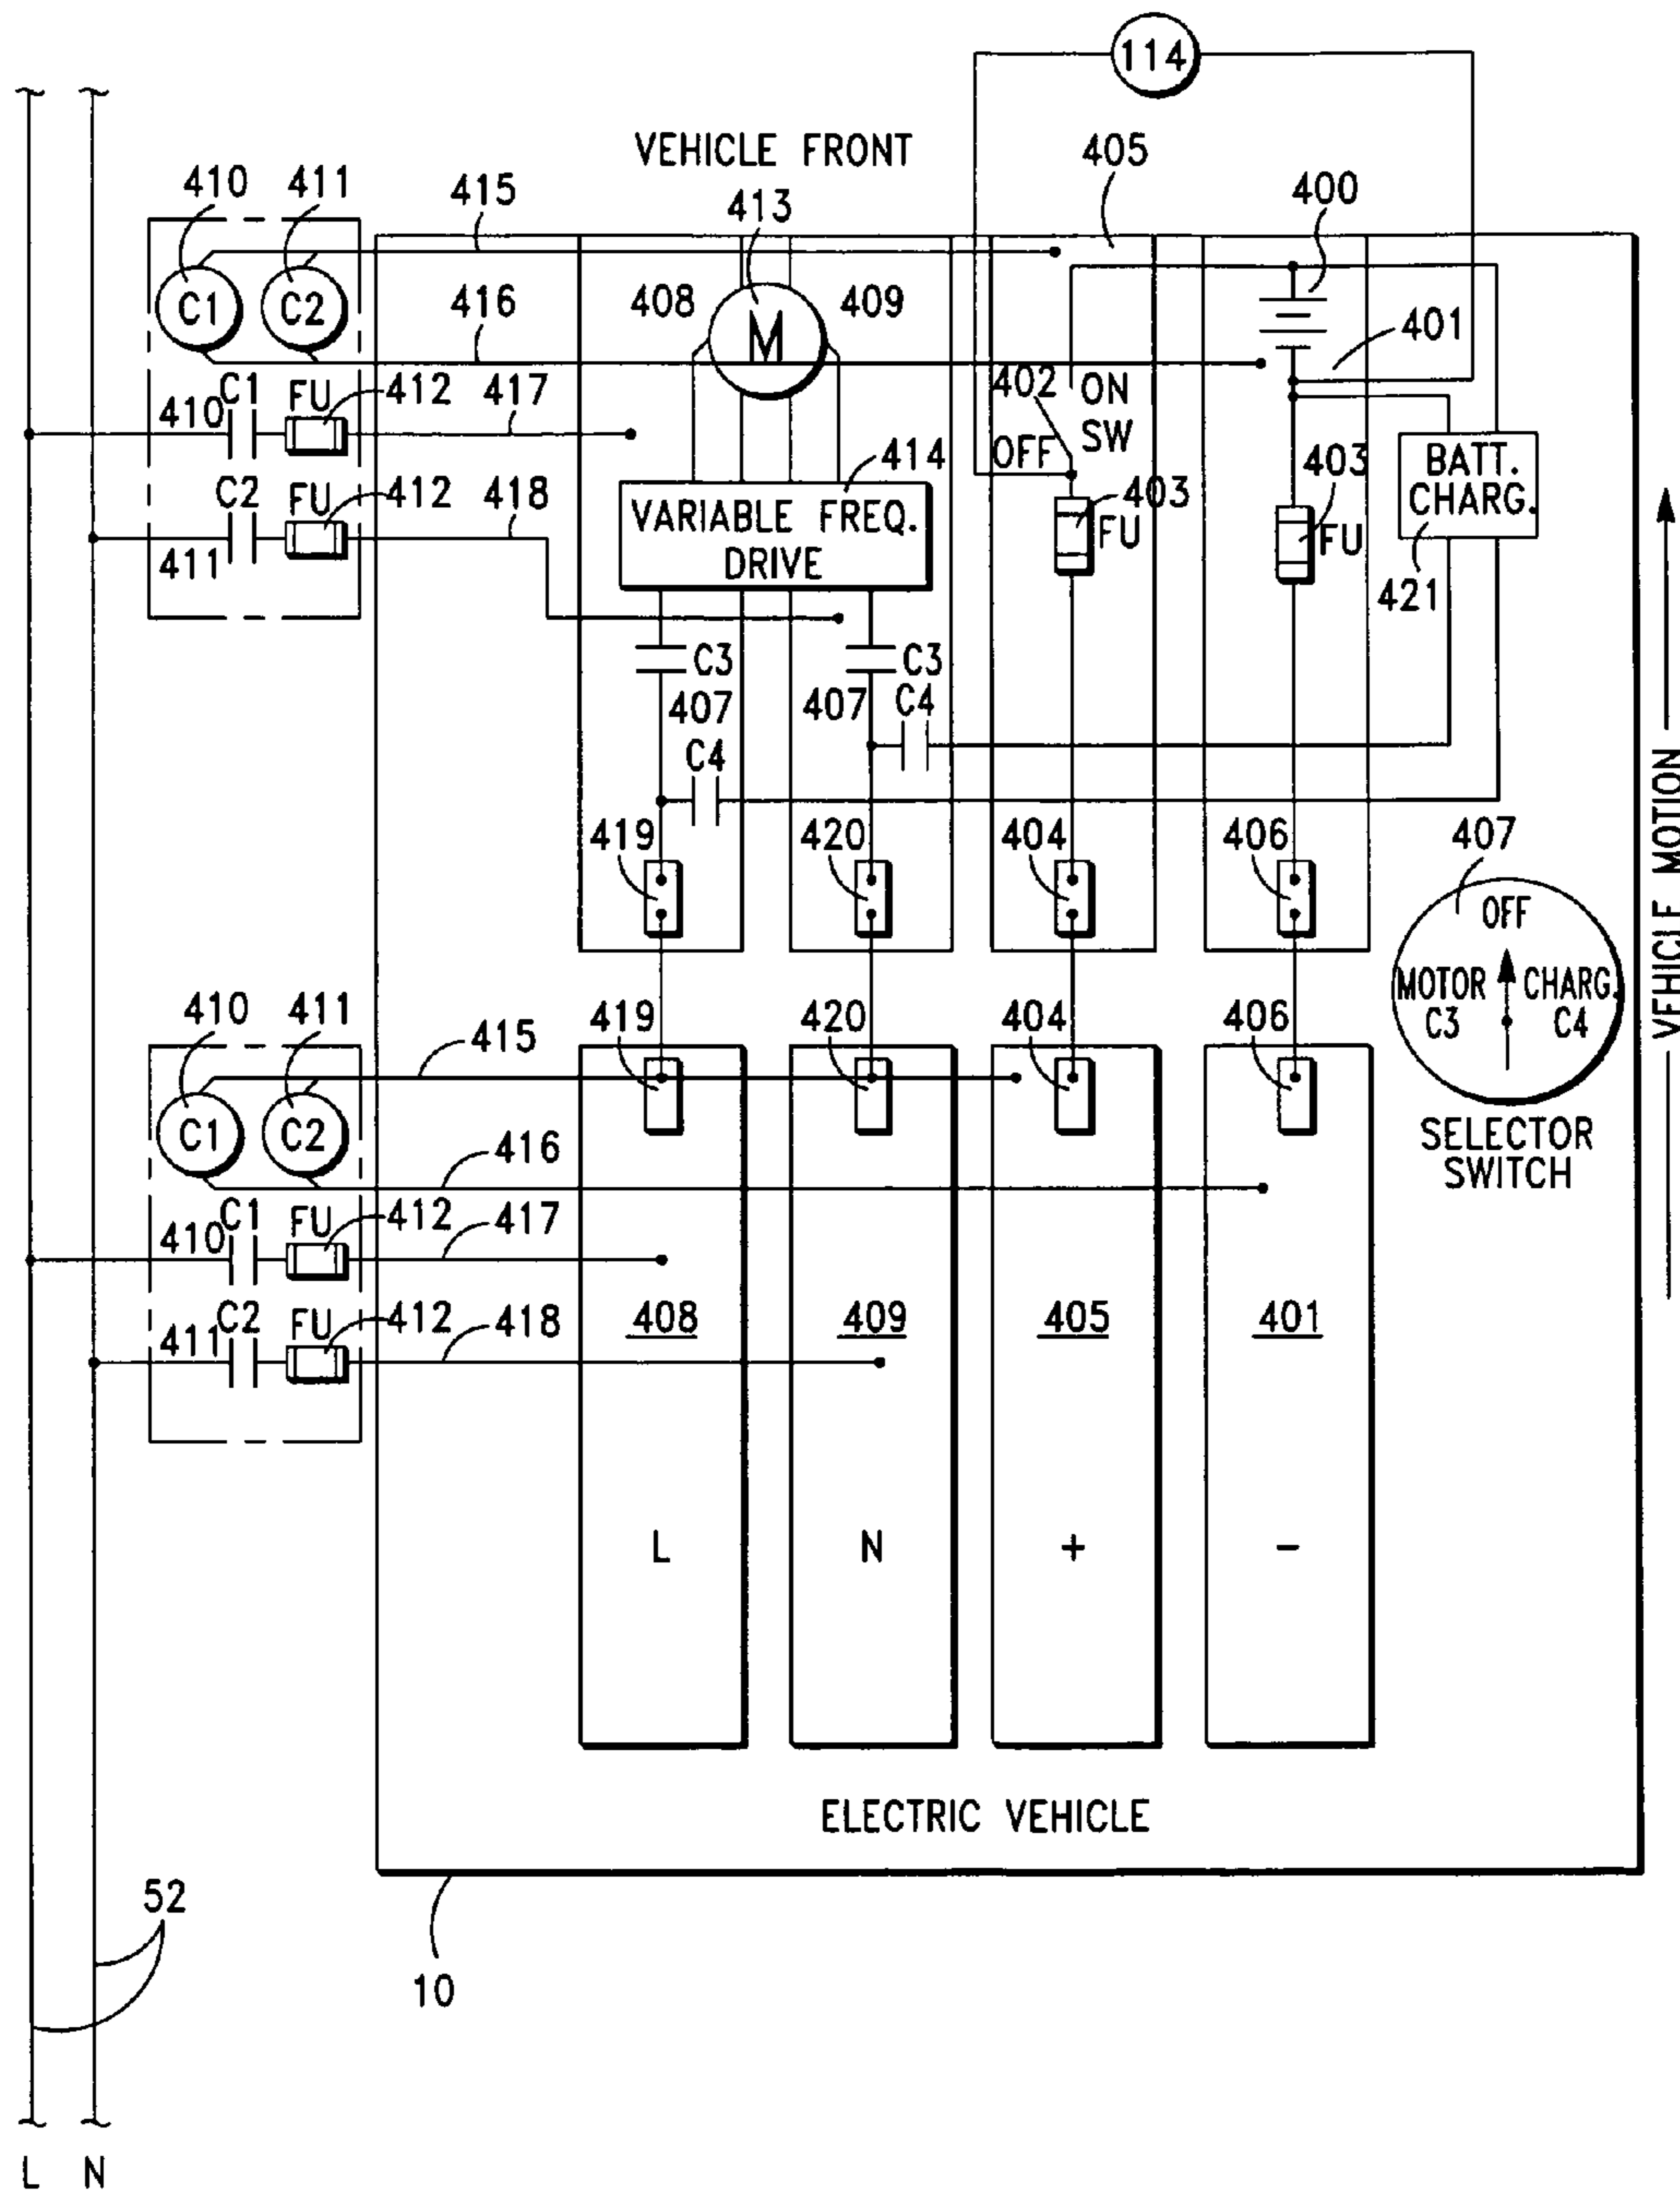 114
VEHICLE FRONT
405
410
411
415
413
400
C1
C2
416
408
M
409
401
402
ON
SW
OFF
410
C1
FU
412
417
414
403
FU
403
FU
BATT.
CHARG.
421
C2
FU
412
418
411
VARIABLE FREQ.
DRIVE
C3
C3
407
407
C4
C4
419
420
404
406
407
OFF
MOTOR
C3
CHARG.
C4
SELECTOR
SWITCH
VEHICLE MOTION
410
411
415
419
420
404
406
C1
C2
416
410
C1
FU
412
417
411
C2
FU
412
418
408
409
405
401
L
N
+
-
ELECTRIC VEHICLE
52
10
L
N